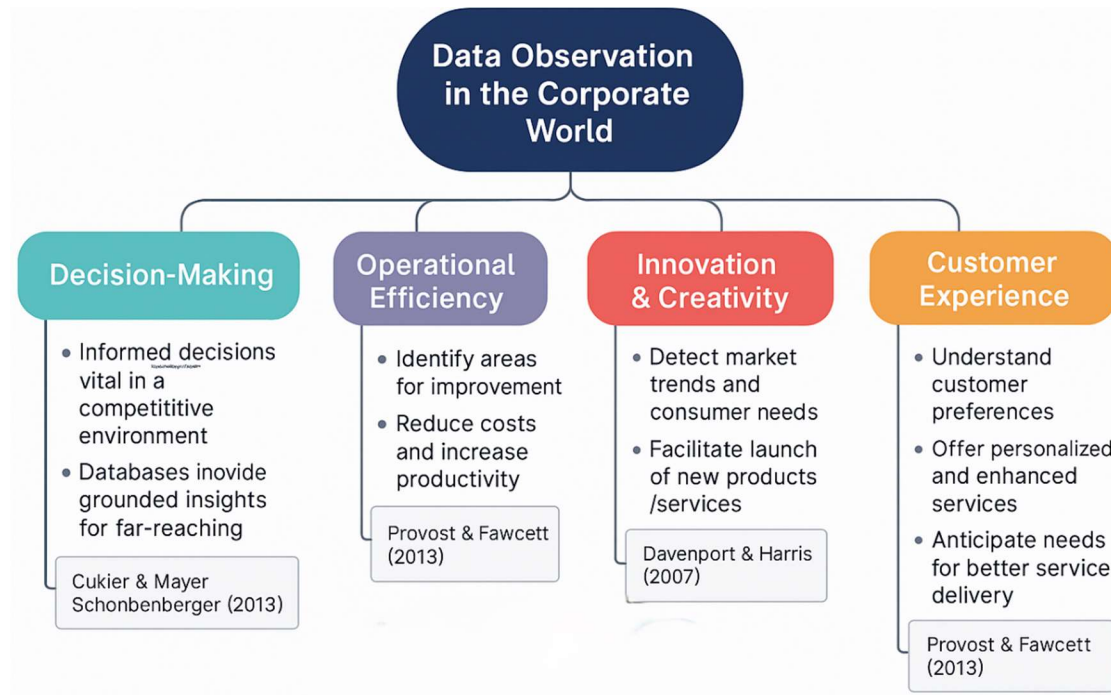 Data Observation
in the Corporate
World
Decision-Making
• Informed decisions
vital in a
competititive
environment
• Databases inovide
grounded insights
for far-reaching
Cukier & Mayer
Schonbenberger (2013)
Operational
Efficiency
• Identify areas
for improvement
• Reduce costs
and increase
productivity
Provost & Fawcett
(2013)
Innovation
& Creativity
• Detect market
trends and
consumer needs
• Facilitate launch
of new products
/services
Davenport & Harris
(2007)
Customer
Experience
• Understand
customer
preferences
• Offer personalized
and enhanced
services
• Anticipate needs
for better service
delivery
Provost & Fawcett
(2013)